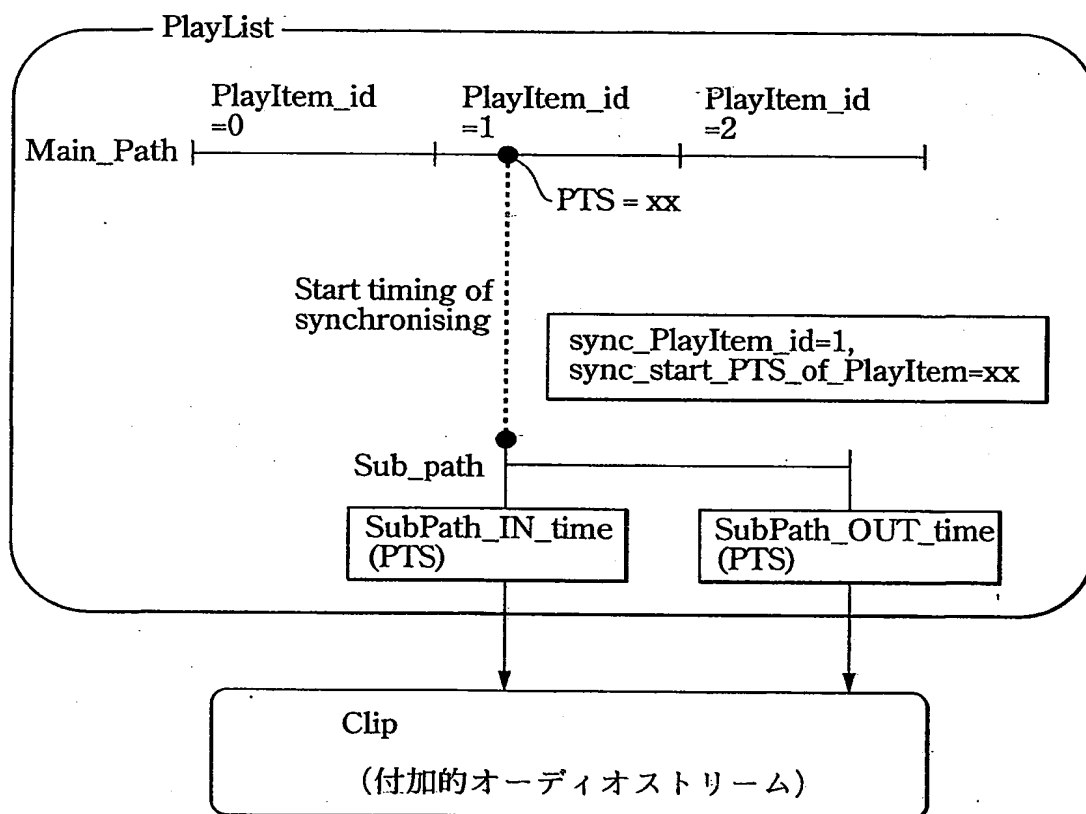 PlayList
PlayItem_id
=0
PlayItem_id
=1
PlayItem_id
=2
Main_Path
PTS = xx
Start timing of
synchronising
sync_PlayItem_id=1,
sync_start_PTS_of_PlayItem=xx
Sub_path
SubPath_IN_time
(PTS)
SubPath_OUT_time
(PTS)
Clip
(付加的オーディオストリーム)